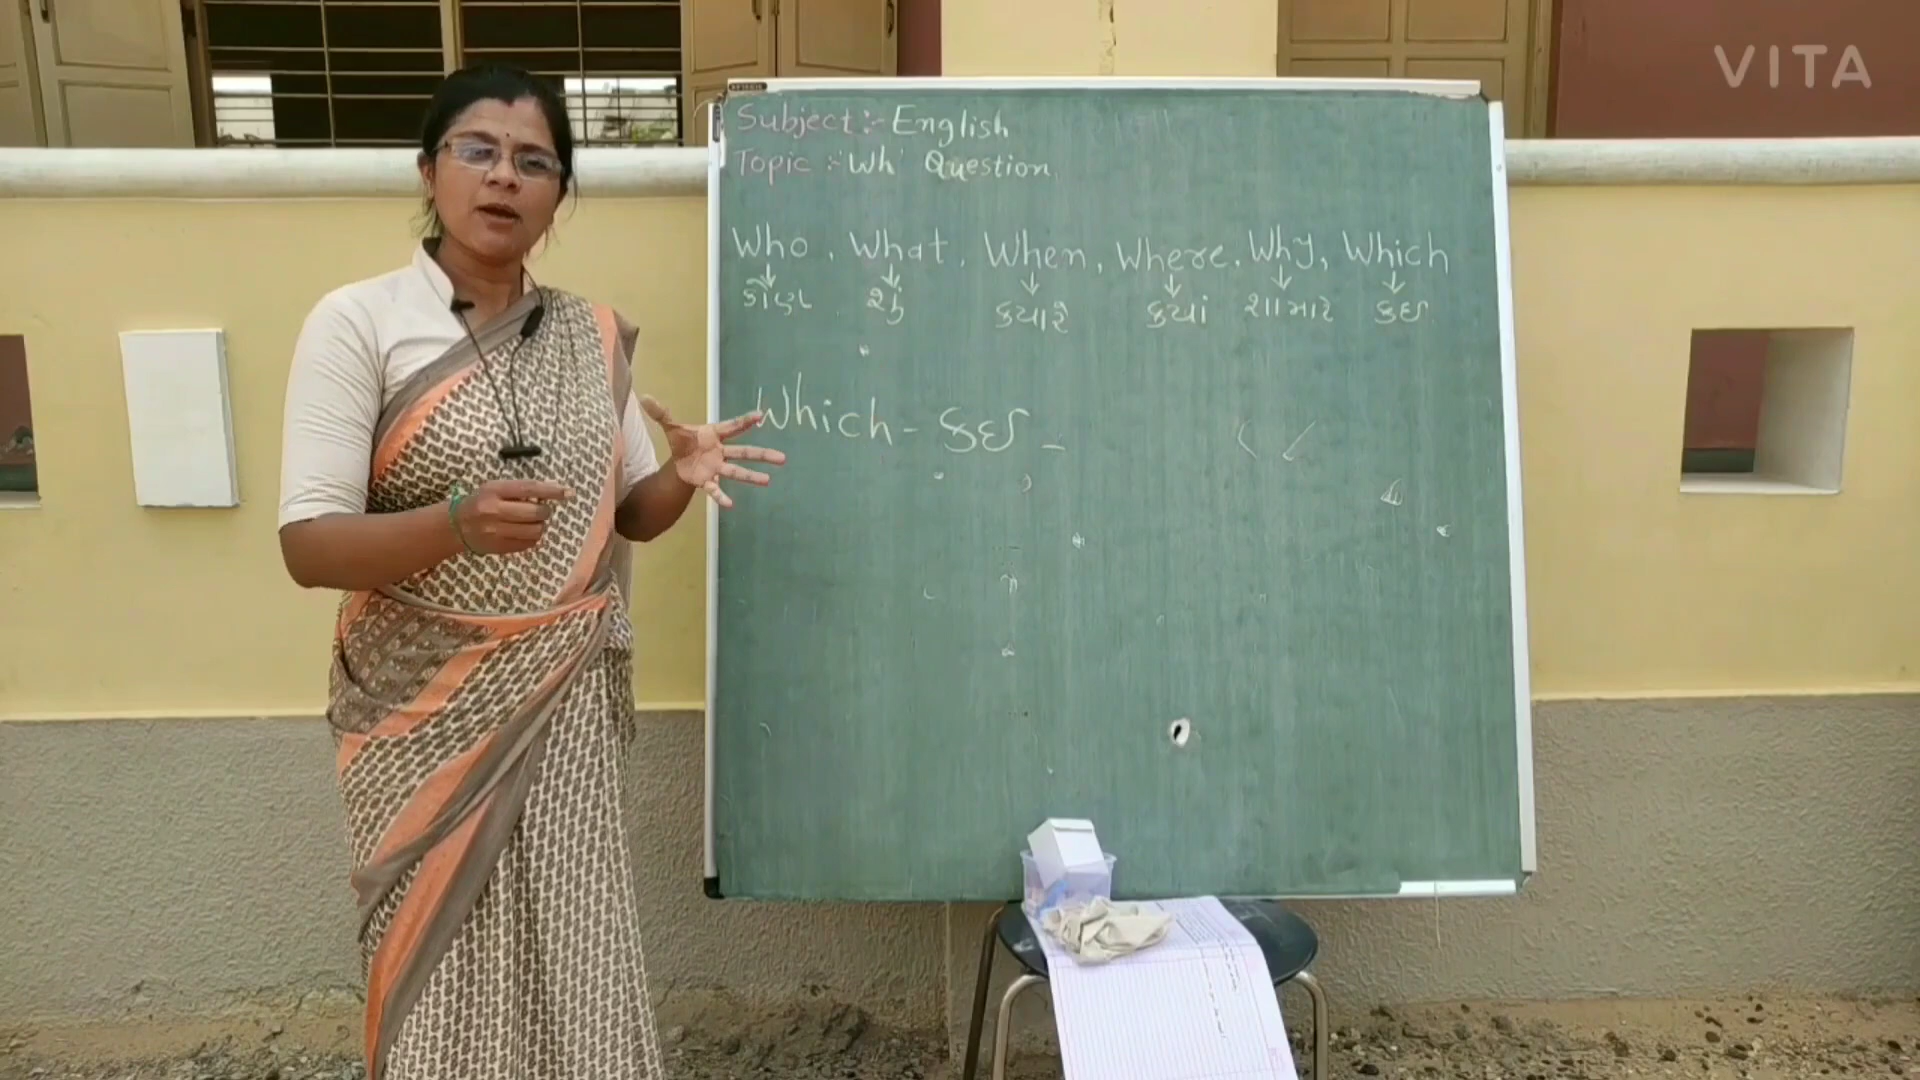 VITA
Subject:- English
Topic :- 'Wh' Question
Who, What, When, Where, Why, Which
કોણ શું ક્યારે ક્યાં શા માટે કઈ
Which - કઈ -